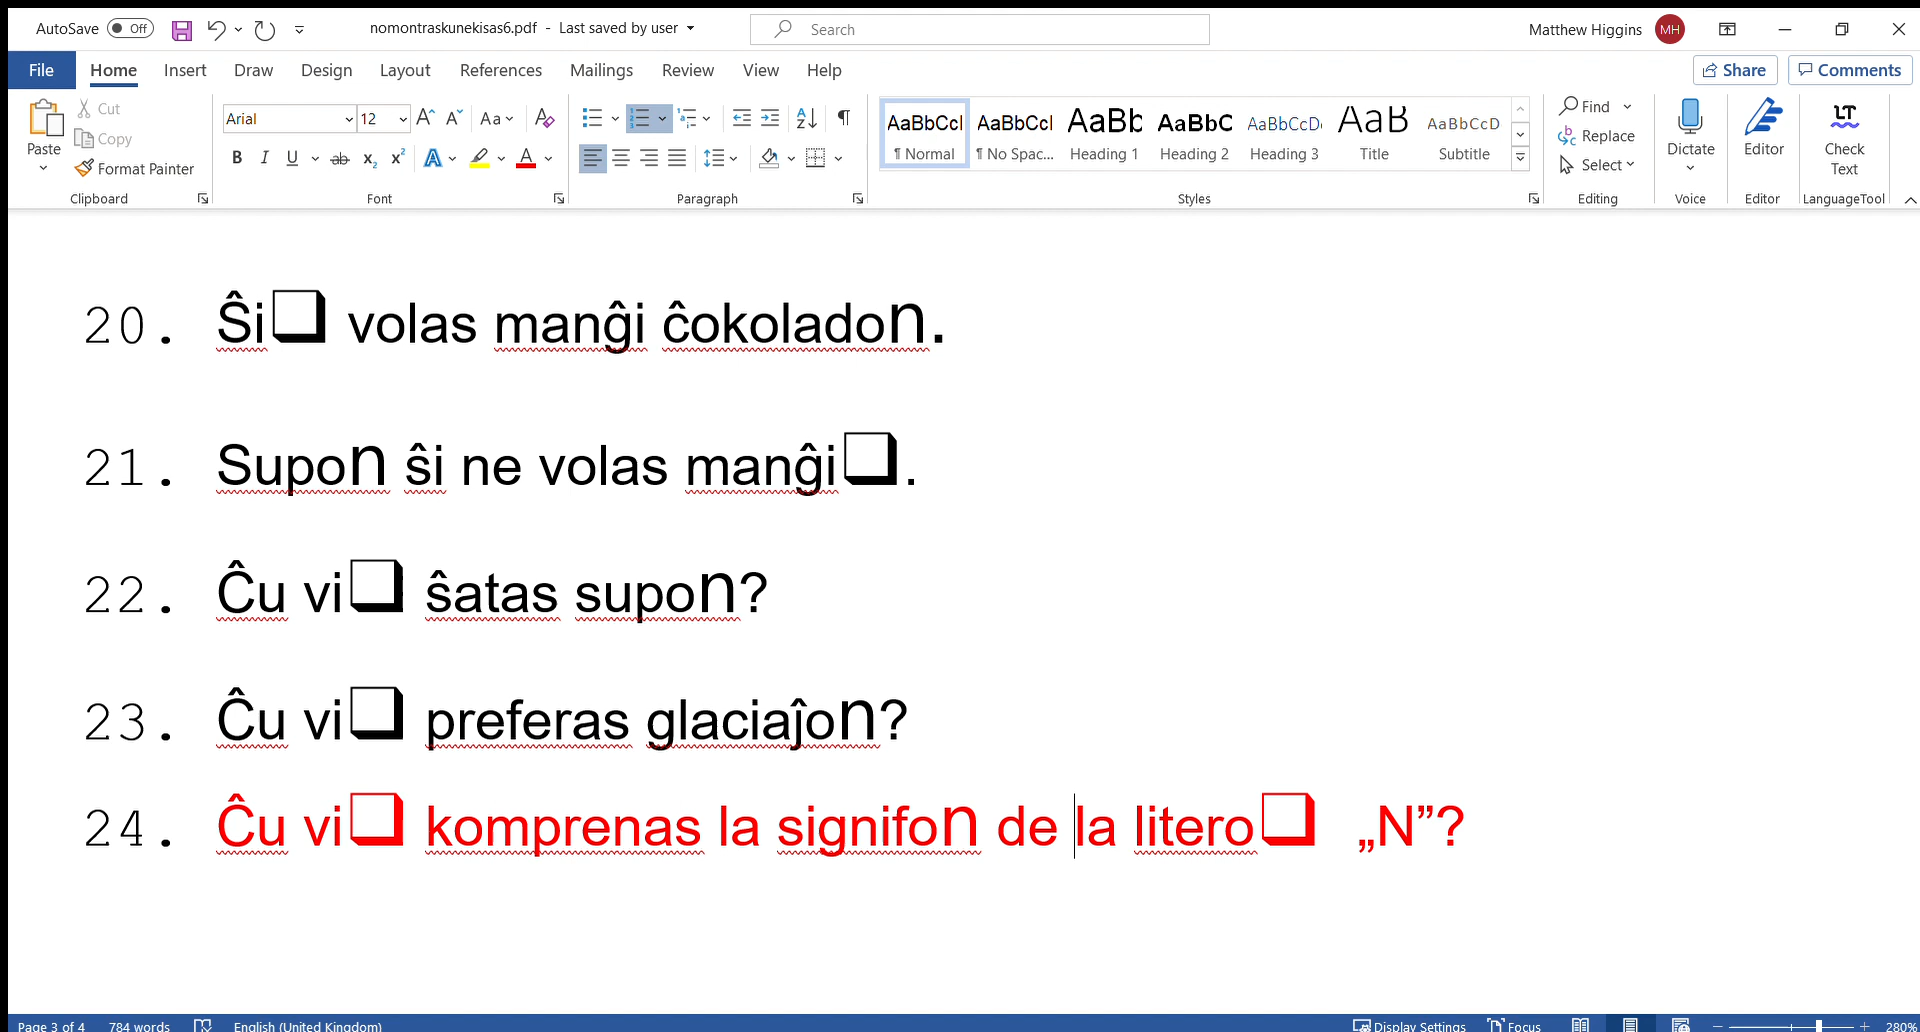 AutoSave Off nomontraskunekisas6.pdf - Last saved by user Search Matthew Higgins MH
File Home Insert Draw Design Layout References Mailings Review View Help Share Comments
Paste Cut Copy Format Painter Clipboard
Arial 12 Aa B I U ab x₂ x² A A Font
Paragraph
AaBbCcI AaBbCcI AaBb AaBbC AaBbCcD AaB AaBbCcD
¶ Normal ¶ No Spac... Heading 1 Heading 2 Heading 3 Title Subtitle
Styles
Find Replace Select Editing
Dictate Voice
Editor Editor
Check Text LanguageTool
20. Ŝi❑ volas manĝi ĉokoladon.
21. Supon ŝi ne volas manĝi❑.
22. Ĉu vi❑ ŝatas supon?
23. Ĉu vi❑ preferas glaciaĵon?
24. Ĉu vi❑ komprenas la signifon de la litero❑ „N”?
Page 3 of 4 784 words English (United Kingdom) Display Settings Focus 280%